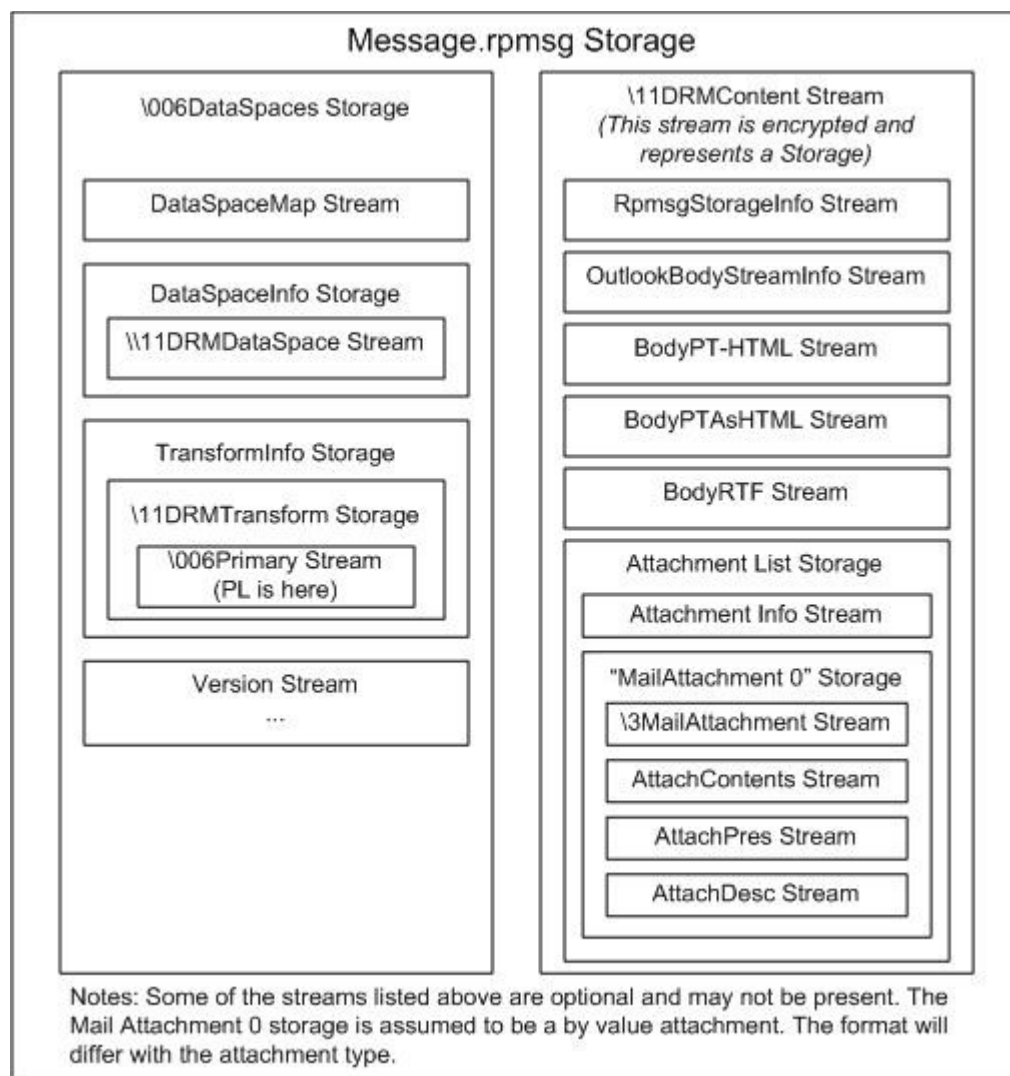 Message.rpmsg Storage
\006DataSpaces Storage
DataSpaceMap Stream
DataSpaceInfo Storage
\\11DRMDataSpace Stream
TransformInfo Storage
\11DRMTransform Storage
\006Primary Stream
(PL is here)
Version Stream
...
\11DRMContent Stream
(This stream is encrypted and
represents a Storage)
RpmsgStorageInfo Stream
OutlookBodyStreamInfo Stream
BodyPT-HTML Stream
BodyPTAsHTML Stream
BodyRTF Stream
Attachment List Storage
Attachment Info Stream
“MailAttachment 0” Storage
\3MailAttachment Stream
AttachContents Stream
AttachPres Stream
AttachDesc Stream
Notes: Some of the streams listed above are optional and may not be present. The
Mail Attachment 0 storage is assumed to be a by value attachment. The format will
differ with the attachment type.